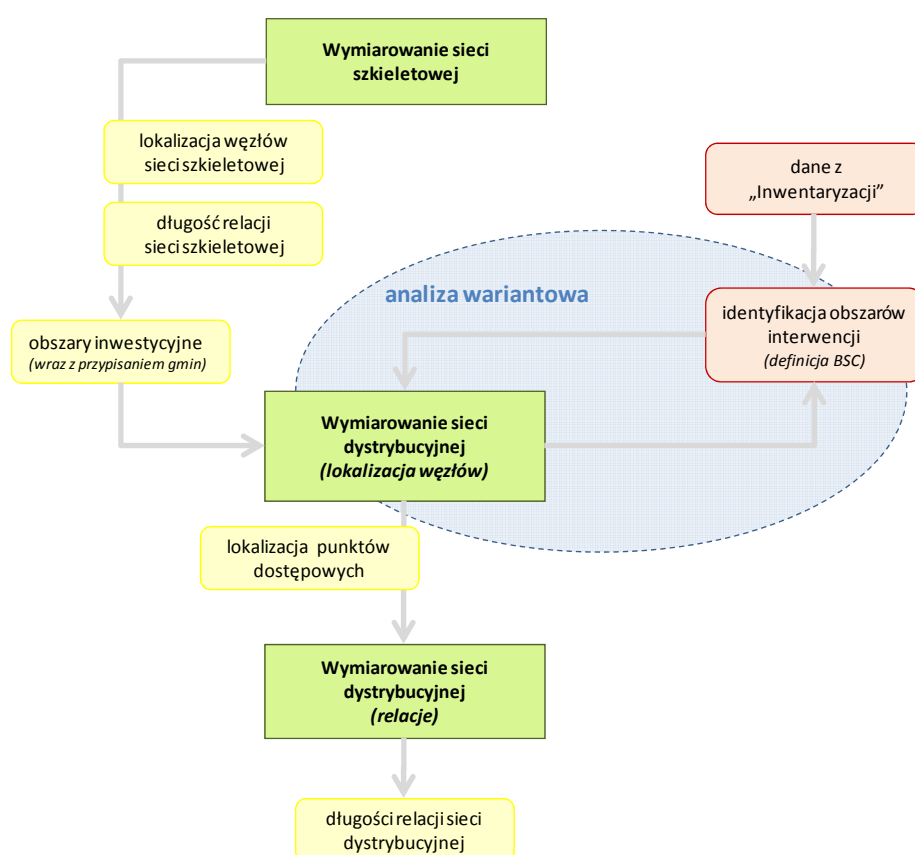 Wymiarowanie sieci
szkieletowej
lokalizacja węzłów
sieci szkieletowej
dane z
„Inwentaryzacji”
długość relacji
sieci szkieletowej
analiza wariantowa
identyfikacja obszarów
interwencji
(definicja BSC)
obszary inwestycyjne
(wraz z przypisaniem gmin)
Wymiarowanie sieci
dystrybucyjnej
(lokalizacja węzłów)
lokalizacja punktów
dostępowych
Wymiarowanie sieci
dystrybucyjnej
(relacje)
długości relacji sieci
dystrybucyjnej